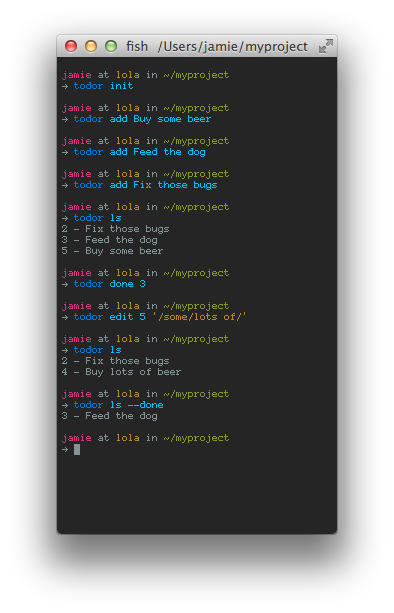 fish /Users/jamie/myproject
jamie at lola in ~/myproject
→ todor init
jamie at lola in ~/myproject
→ todor add Buy some beer
jamie at lola in ~/myproject
→ todor add Feed the dog
jamie at lola in ~/myproject
→ todor add Fix those bugs
jamie at lola in ~/myproject
→ todor ls
2 - Fix those bugs
3 - Feed the dog
5 - Buy some beer
jamie at lola in ~/myproject
→ todor done 3
jamie at lola in ~/myproject
→ todor edit 5 '/some/lots of/'
jamie at lola in ~/myproject
→ todor ls
2 - Fix those bugs
4 - Buy lots of beer
jamie at lola in ~/myproject
→ todor ls --done
3 - Feed the dog
jamie at lola in ~/myproject
→